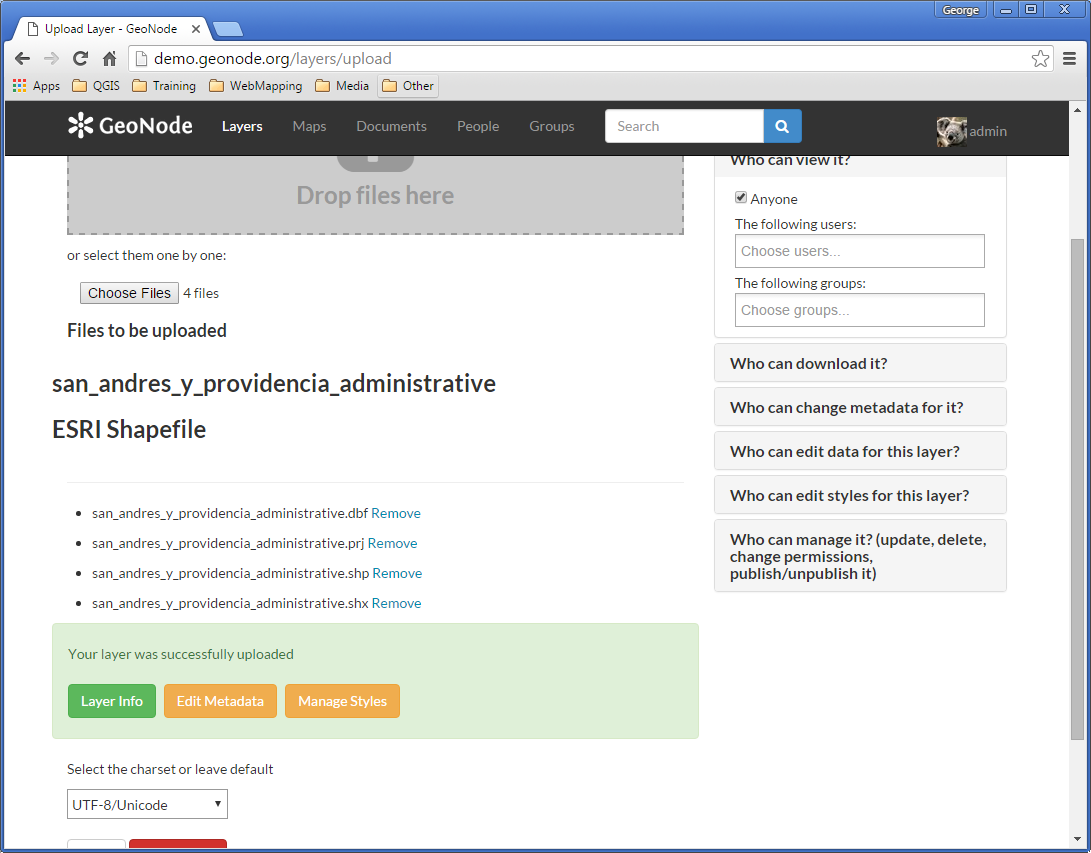 George
Upload Layer - GeoNode
demo.geonode.org/layers/upload
Apps QGIS Training WebMapping Media Other
GeoNode Layers Maps Documents People Groups Search admin
Drop files here
or select them one by one:
Choose Files 4 files
Files to be uploaded
san_andres_y_providencia_administrative
ESRI Shapefile
san_andres_y_providencia_administrative.dbf Remove
san_andres_y_providencia_administrative.prj Remove
san_andres_y_providencia_administrative.shp Remove
san_andres_y_providencia_administrative.shx Remove
Your layer was successfully uploaded
Layer Info Edit Metadata Manage Styles
Select the charset or leave default
UTF-8/Unicode
Who can view it?
Anyone
The following users:
Choose users...
The following groups:
Choose groups...
Who can download it?
Who can change metadata for it?
Who can edit data for this layer?
Who can edit styles for this layer?
Who can manage it? (update, delete,
change permissions,
publish/unpublish it)